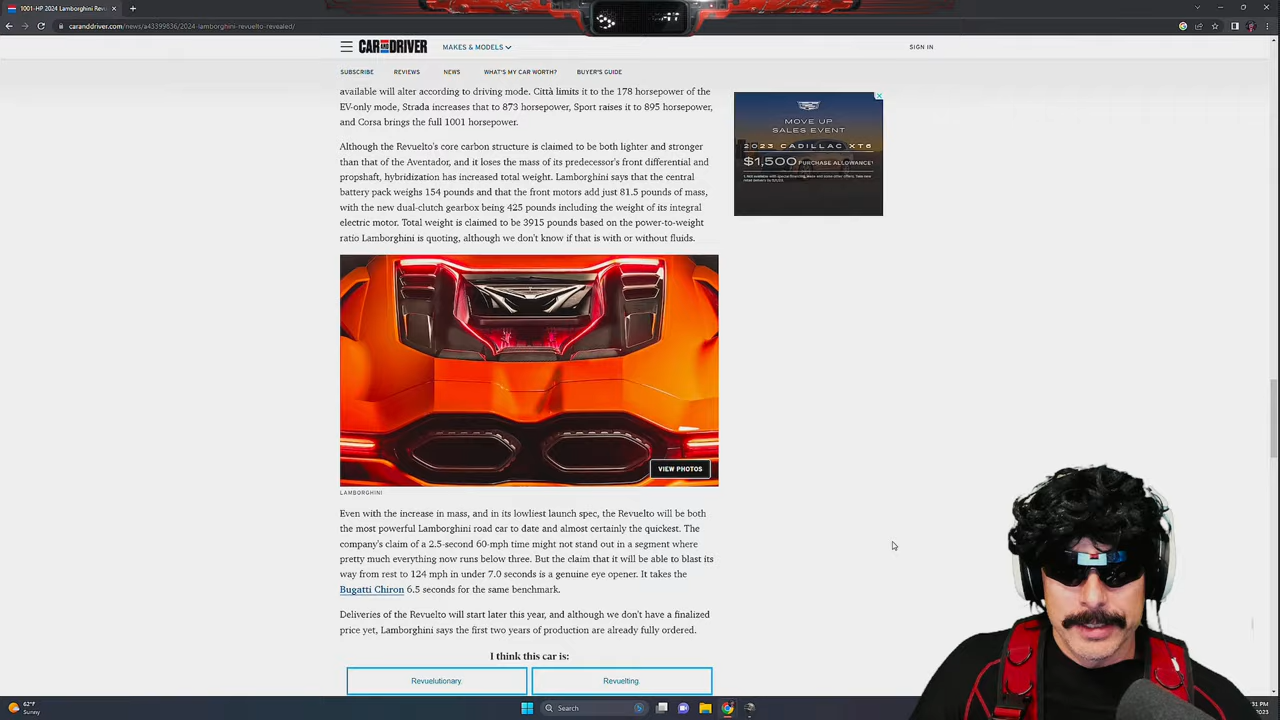 1001-HP 2024 Lamborghini Rev
caranddriver.com/news/a43399836/2024-lamborghini-revuelto-revealed/
CAR AND DRIVER
MAKES & MODELS
SIGN IN
SUBSCRIBE
REVIEWS
NEWS
WHAT'S MY CAR WORTH?
BUYER'S GUIDE
available will alter according to driving mode. Città limits it to the 178 horsepower of the
EV-only mode, Strada increases that to 873 horsepower, Sport raises it to 895 horsepower,
and Corsa brings the full 1001 horsepower.
Although the Revuelto's core carbon structure is claimed to be both lighter and stronger
than that of the Aventador, and it loses the mass of its predecessor's front differential and
propshaft, hybridization has increased total weight. Lamborghini says that the central
battery pack weighs 154 pounds and that the front motors add just 81.5 pounds of mass,
with the new dual-clutch gearbox being 425 pounds including the weight of its integral
electric motor. Total weight is claimed to be 3915 pounds based on the power-to-weight
ratio Lamborghini is quoting, although we don't know if that is with or without fluids.
MOVE UP
SALES EVENT
2023 CADILLAC XT6
$1,500 PURCHASE ALLOWANCE
VIEW PHOTOS
LAMBORGHINI
Even with the increase in mass, and in its lowliest launch spec, the Revuelto will be both
the most powerful Lamborghini road car to date and almost certainly the quickest. The
company's claim of a 2.5-second 60-mph time might not stand out in a segment where
pretty much everything now runs below three. But the claim that it will be able to blast its
way from rest to 124 mph in under 7.0 seconds is a genuine eye opener. It takes the
Bugatti Chiron 6.5 seconds for the same benchmark.
Deliveries of the Revuelto will start later this year, and although we don't have a finalized
price yet, Lamborghini says the first two years of production are already fully ordered.
I think this car is:
Revuelutionary.
Revuelting.
62°F
Sunny
Search
:31 PM
2023